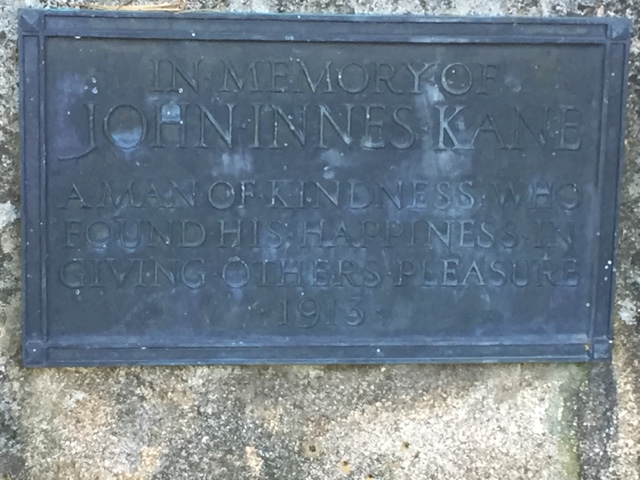 IN·MEMORY·OF
JOHN·INNES·KANE
A·MAN·OF·KINDNESS·WHO
FOUND·HIS·HAPPINESS·IN
GIVING·OTHERS·PLEASURE
·1913·